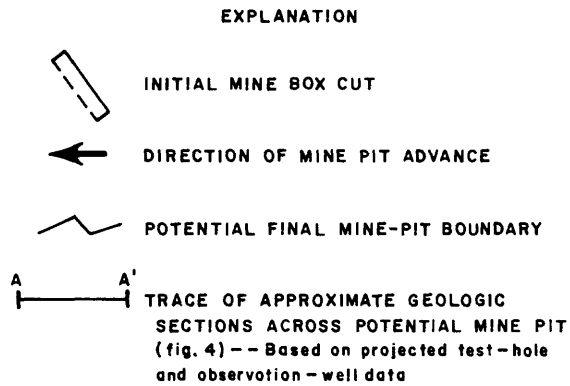 EXPLANATION
INITIAL MINE BOX CUT
DIRECTION OF MINE PIT ADVANCE
POTENTIAL FINAL MINE-PIT BOUNDARY
A A'
TRACE OF APPROXIMATE GEOLOGIC
SECTIONS ACROSS POTENTIAL MINE PIT
(fig. 4) -- Based on projected test-hole
and observotion-well data